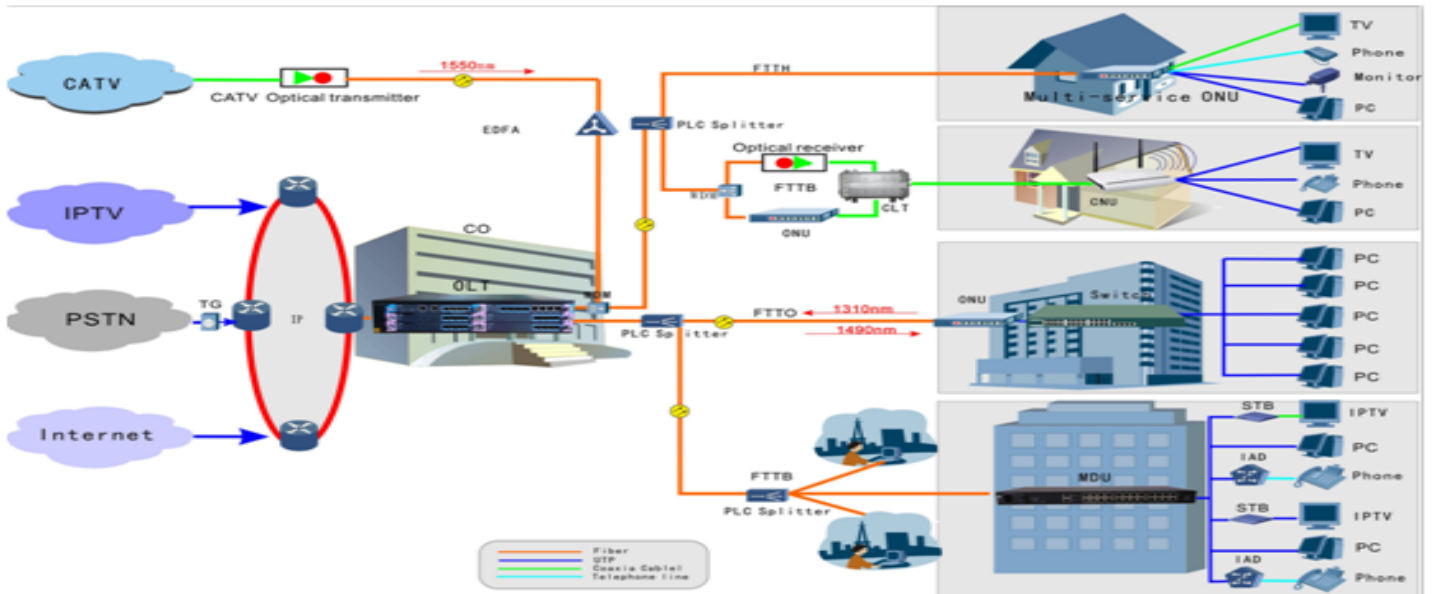 CATV
CATV Optical transmitter
1550nm
EDFA
IPTV
PSTN
TG
IP
Internet
CO
OLT
WDM
PLC Splitter
FTTH
Multi-service ONU
TV
Phone
Monitor
PC
Optical receiver
FTTB
ONU
CLT
CNU
TV
Phone
PC
PLC Splitter
FTTO
1310nm
1490nm
ONU
Switch
PC
PC
PC
PC
PC
FTTB
PLC Splitter
MDU
STB
IPTV
PC
IAD
Phone
STB
IPTV
PC
IAD
Phone
Fiber
UTP
Coaxia Cablel
Telephone line